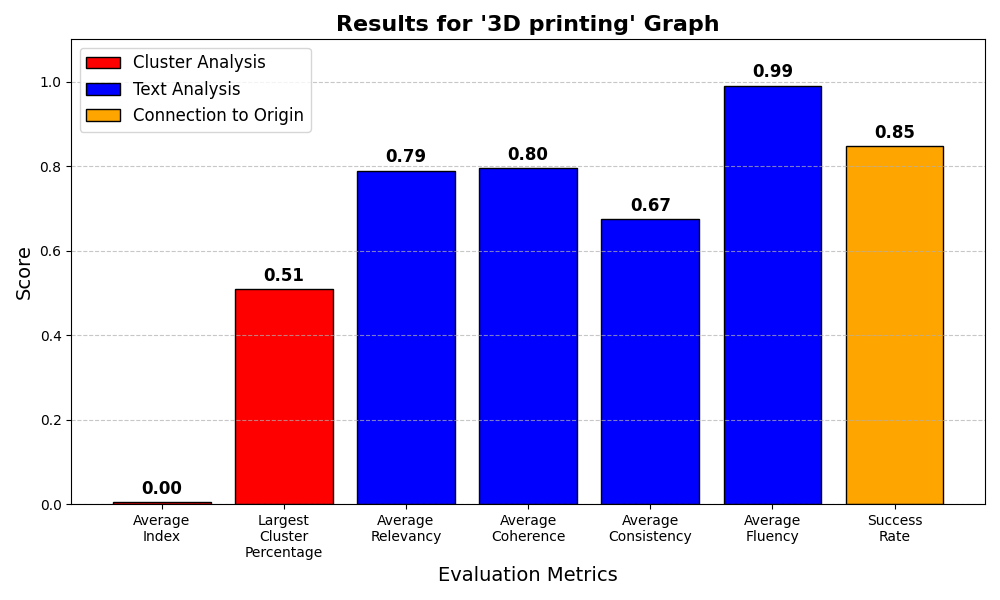 Results for '3D printing' Graph
Cluster Analysis
Text Analysis
Connection to Origin
Score
1.0
0.8
0.6
0.4
0.2
0.0
0.00
0.51
0.79
0.80
0.67
0.99
0.85
Average
Index
Largest
Cluster
Percentage
Average
Relevancy
Average
Coherence
Average
Consistency
Average
Fluency
Success
Rate
Evaluation Metrics